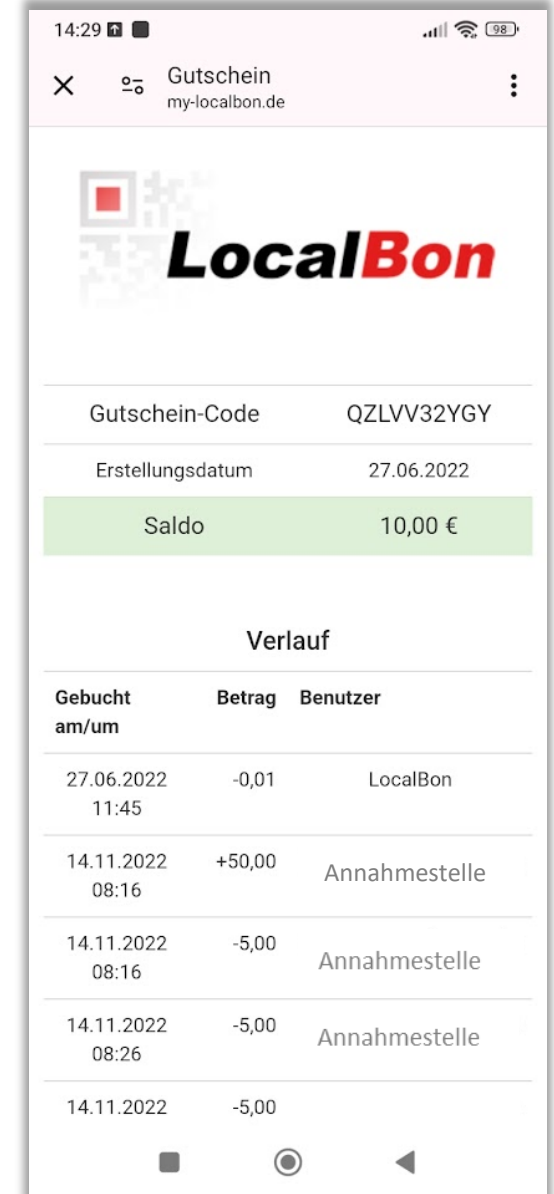 14:29 98
Gutschein
my-localbon.de
LocalBon
Gutschein-Code QZLVV32YGY
Erstellungsdatum 27.06.2022
Saldo 10,00 €
Verlauf
Gebucht am/um Betrag Benutzer
27.06.2022 11:45 -0,01 LocalBon
14.11.2022 08:16 +50,00 Annahmestelle
14.11.2022 08:16 -5,00 Annahmestelle
14.11.2022 08:26 -5,00 Annahmestelle
14.11.2022 -5,00